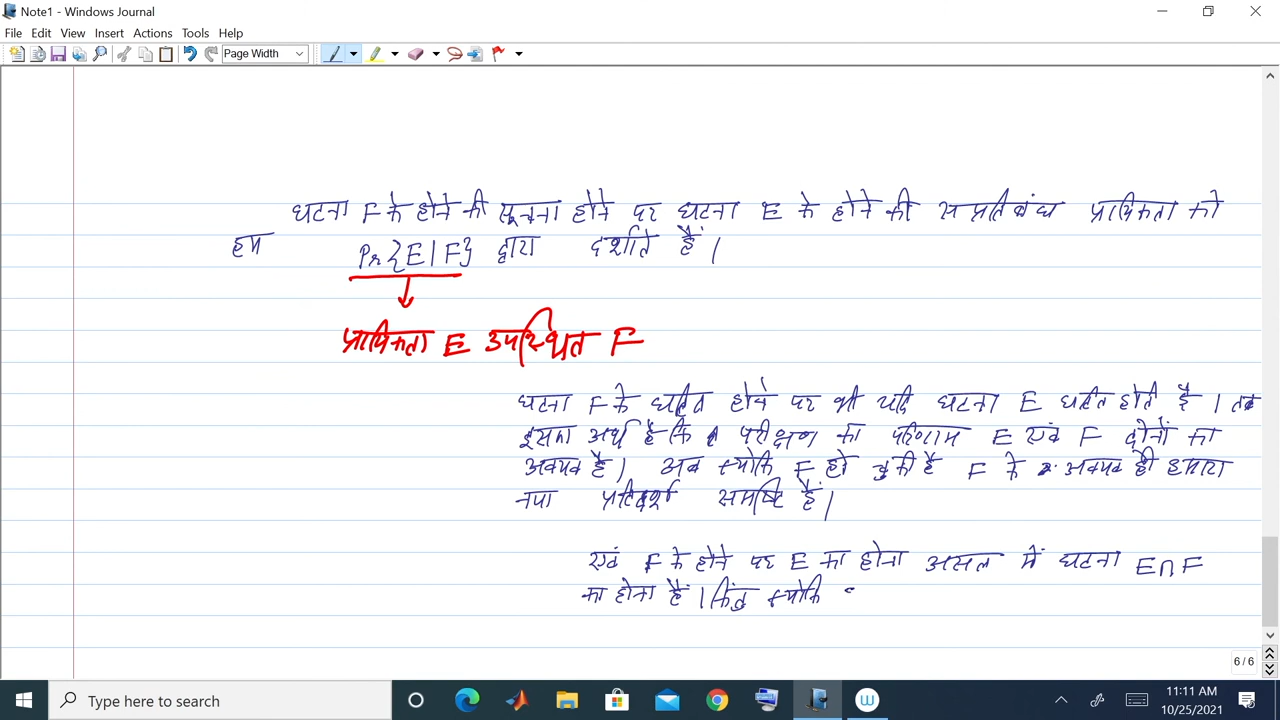 Note1 - Windows Journal
File Edit View Insert Actions Tools Help
Page Width
घटना F के होने की सूचना होने पर घटना E के होने की सप्रतिबंध प्रायिकता को
हम Pr{E|F} द्वारा दर्शाते हैं।
प्रायिकता E उपस्थित F
घटना F के घटित होने पर भी यदि घटना E घटित होती है। तब
इसका अर्थ है कि परीक्षण का परिणाम E एवं F दोनों का
अवयव है। अब क्योकि F हो चुकी है F के अवयव ही हमारा
नया प्रतिदर्श समष्टि है।
एवं F के होने पर E का होना असल में घटना E∩F
का होना है। किंतु क्योकि
6 / 6
Type here to search
11:11 AM
10/25/2021